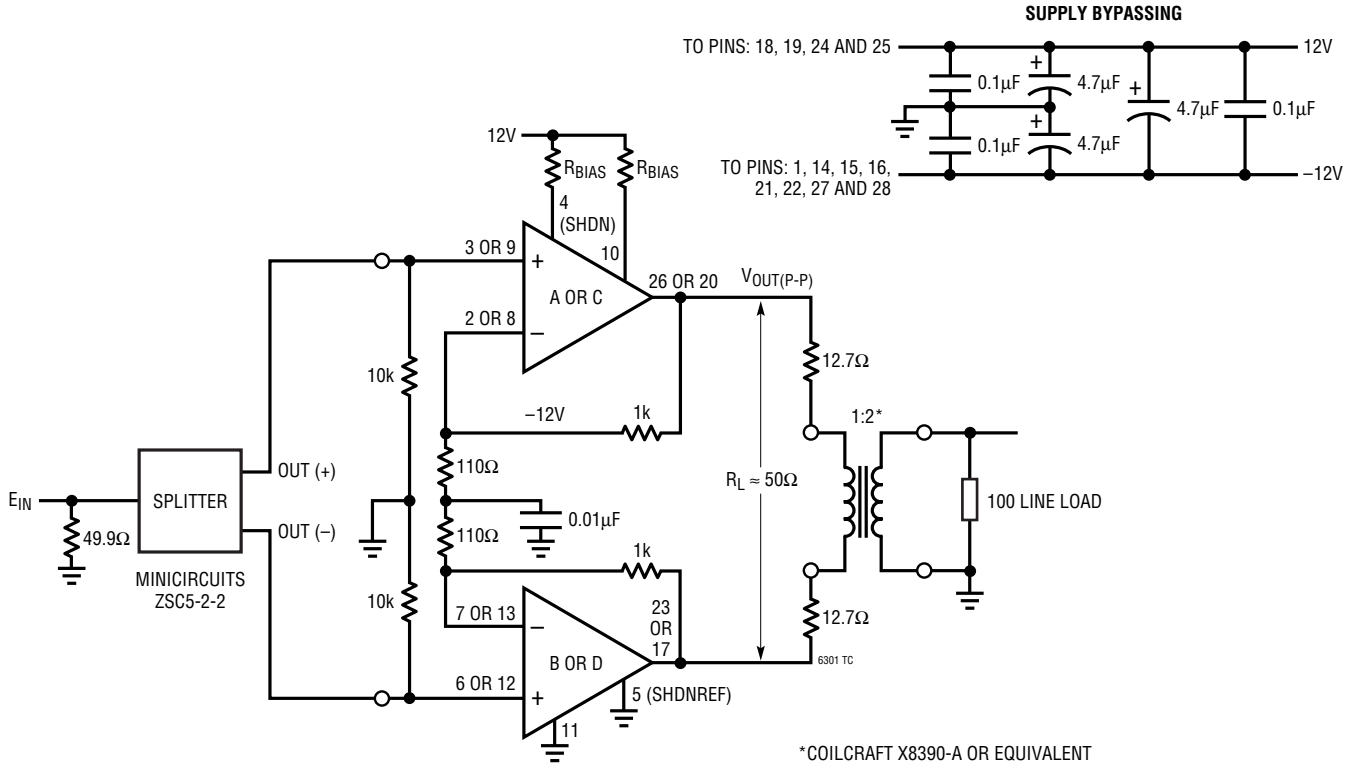 SUPPLY BYPASSING
TO PINS: 18, 19, 24 AND 25
12V
+
+
0.1µF
4.7µF
4.7µF
0.1µF
+
0.1µF
4.7µF
TO PINS: 1, 14, 15, 16,
21, 22, 27 AND 28
–12V
12V
RBIAS
RBIAS
4
(SHDN)
10
3 OR 9
+
A OR C
26 OR 20
VOUT(P-P)
2 OR 8
–
12.7Ω
10k
–12V
1k
1:2*
110Ω
EIN
SPLITTER
OUT (+)
RL ≈ 50Ω
100 LINE LOAD
49.9Ω
OUT (–)
0.01µF
110Ω
1k
MINICIRCUITS
ZSC5-2-2
10k
7 OR 13
–
23
OR
17
12.7Ω
6301 TC
B OR D
6 OR 12
+
5 (SHDNREF)
11
*COILCRAFT X8390-A OR EQUIVALENT